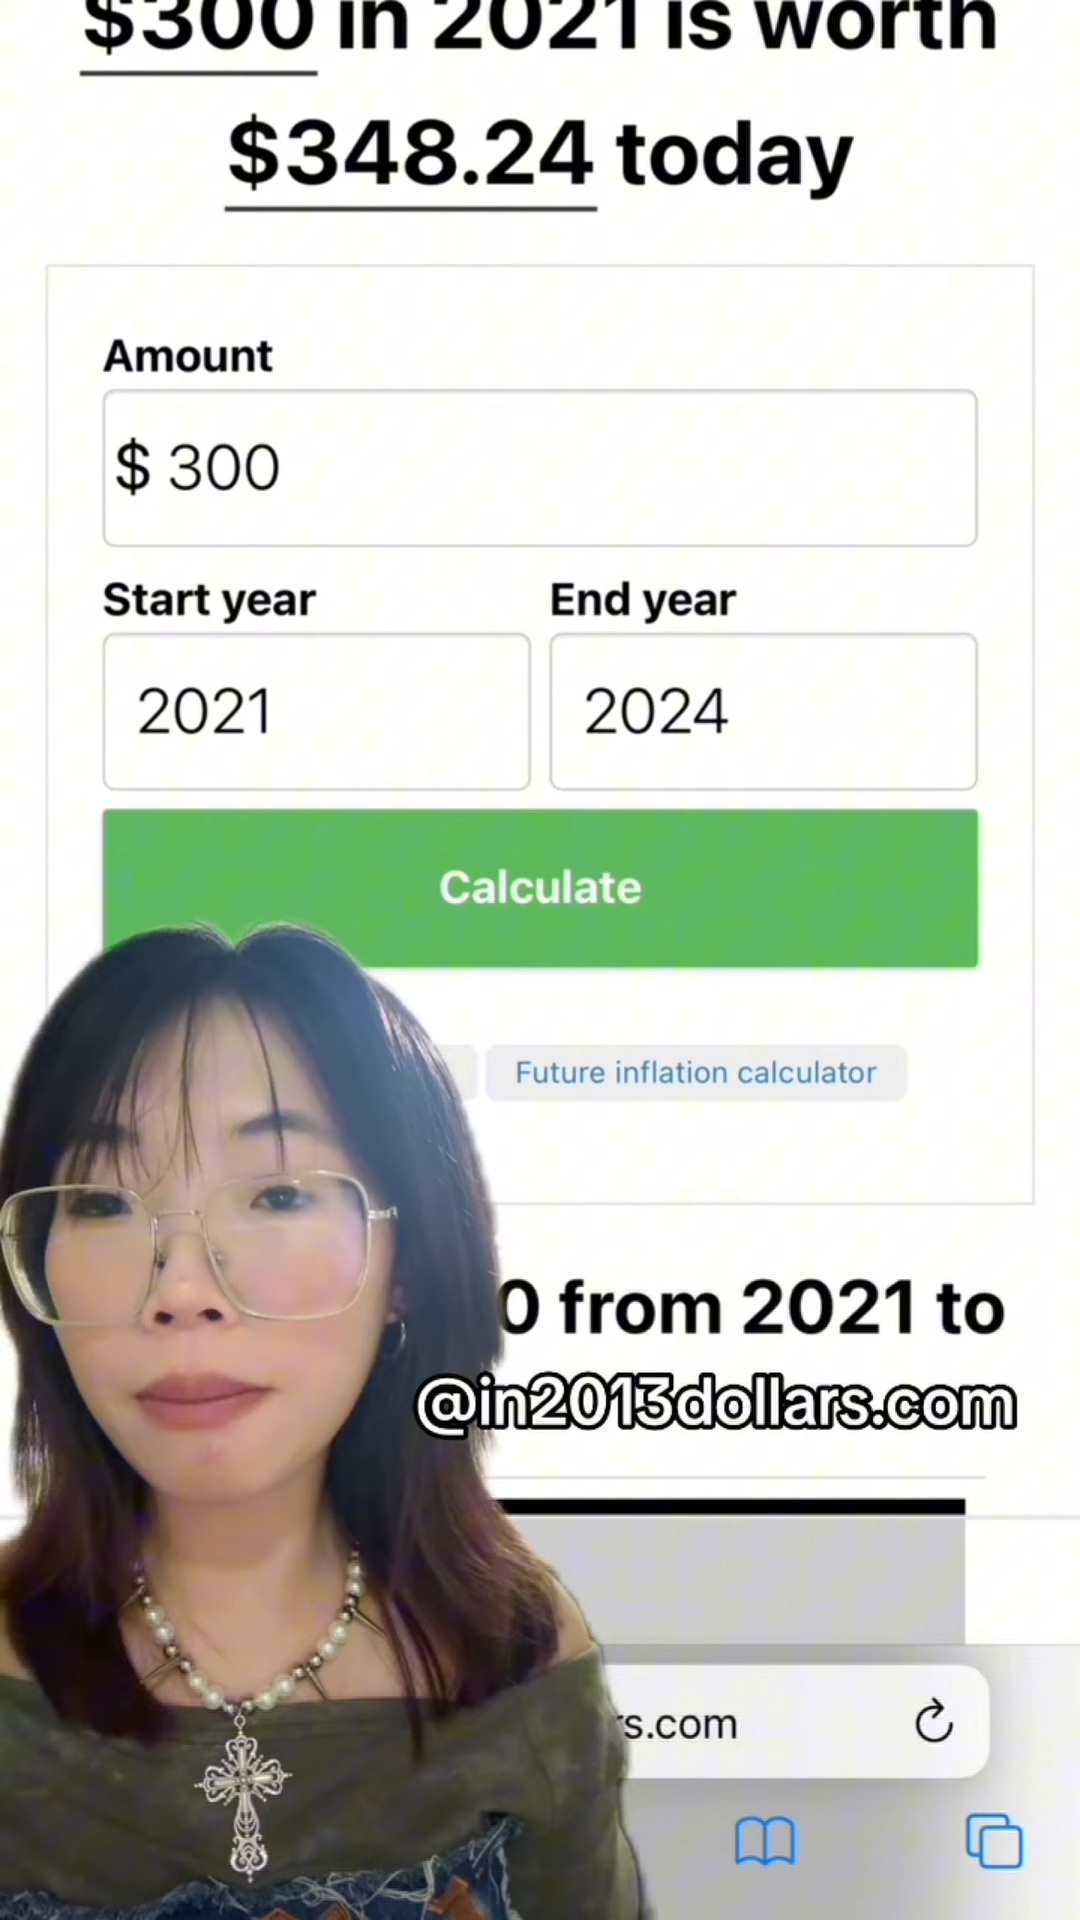 $300 in 2021 is worth
$348.24 today
Amount
$ 300
Start year
End year
2021
2024
Calculate
Future inflation calculator
0 from 2021 to
@in2013dollars.com
rs.com